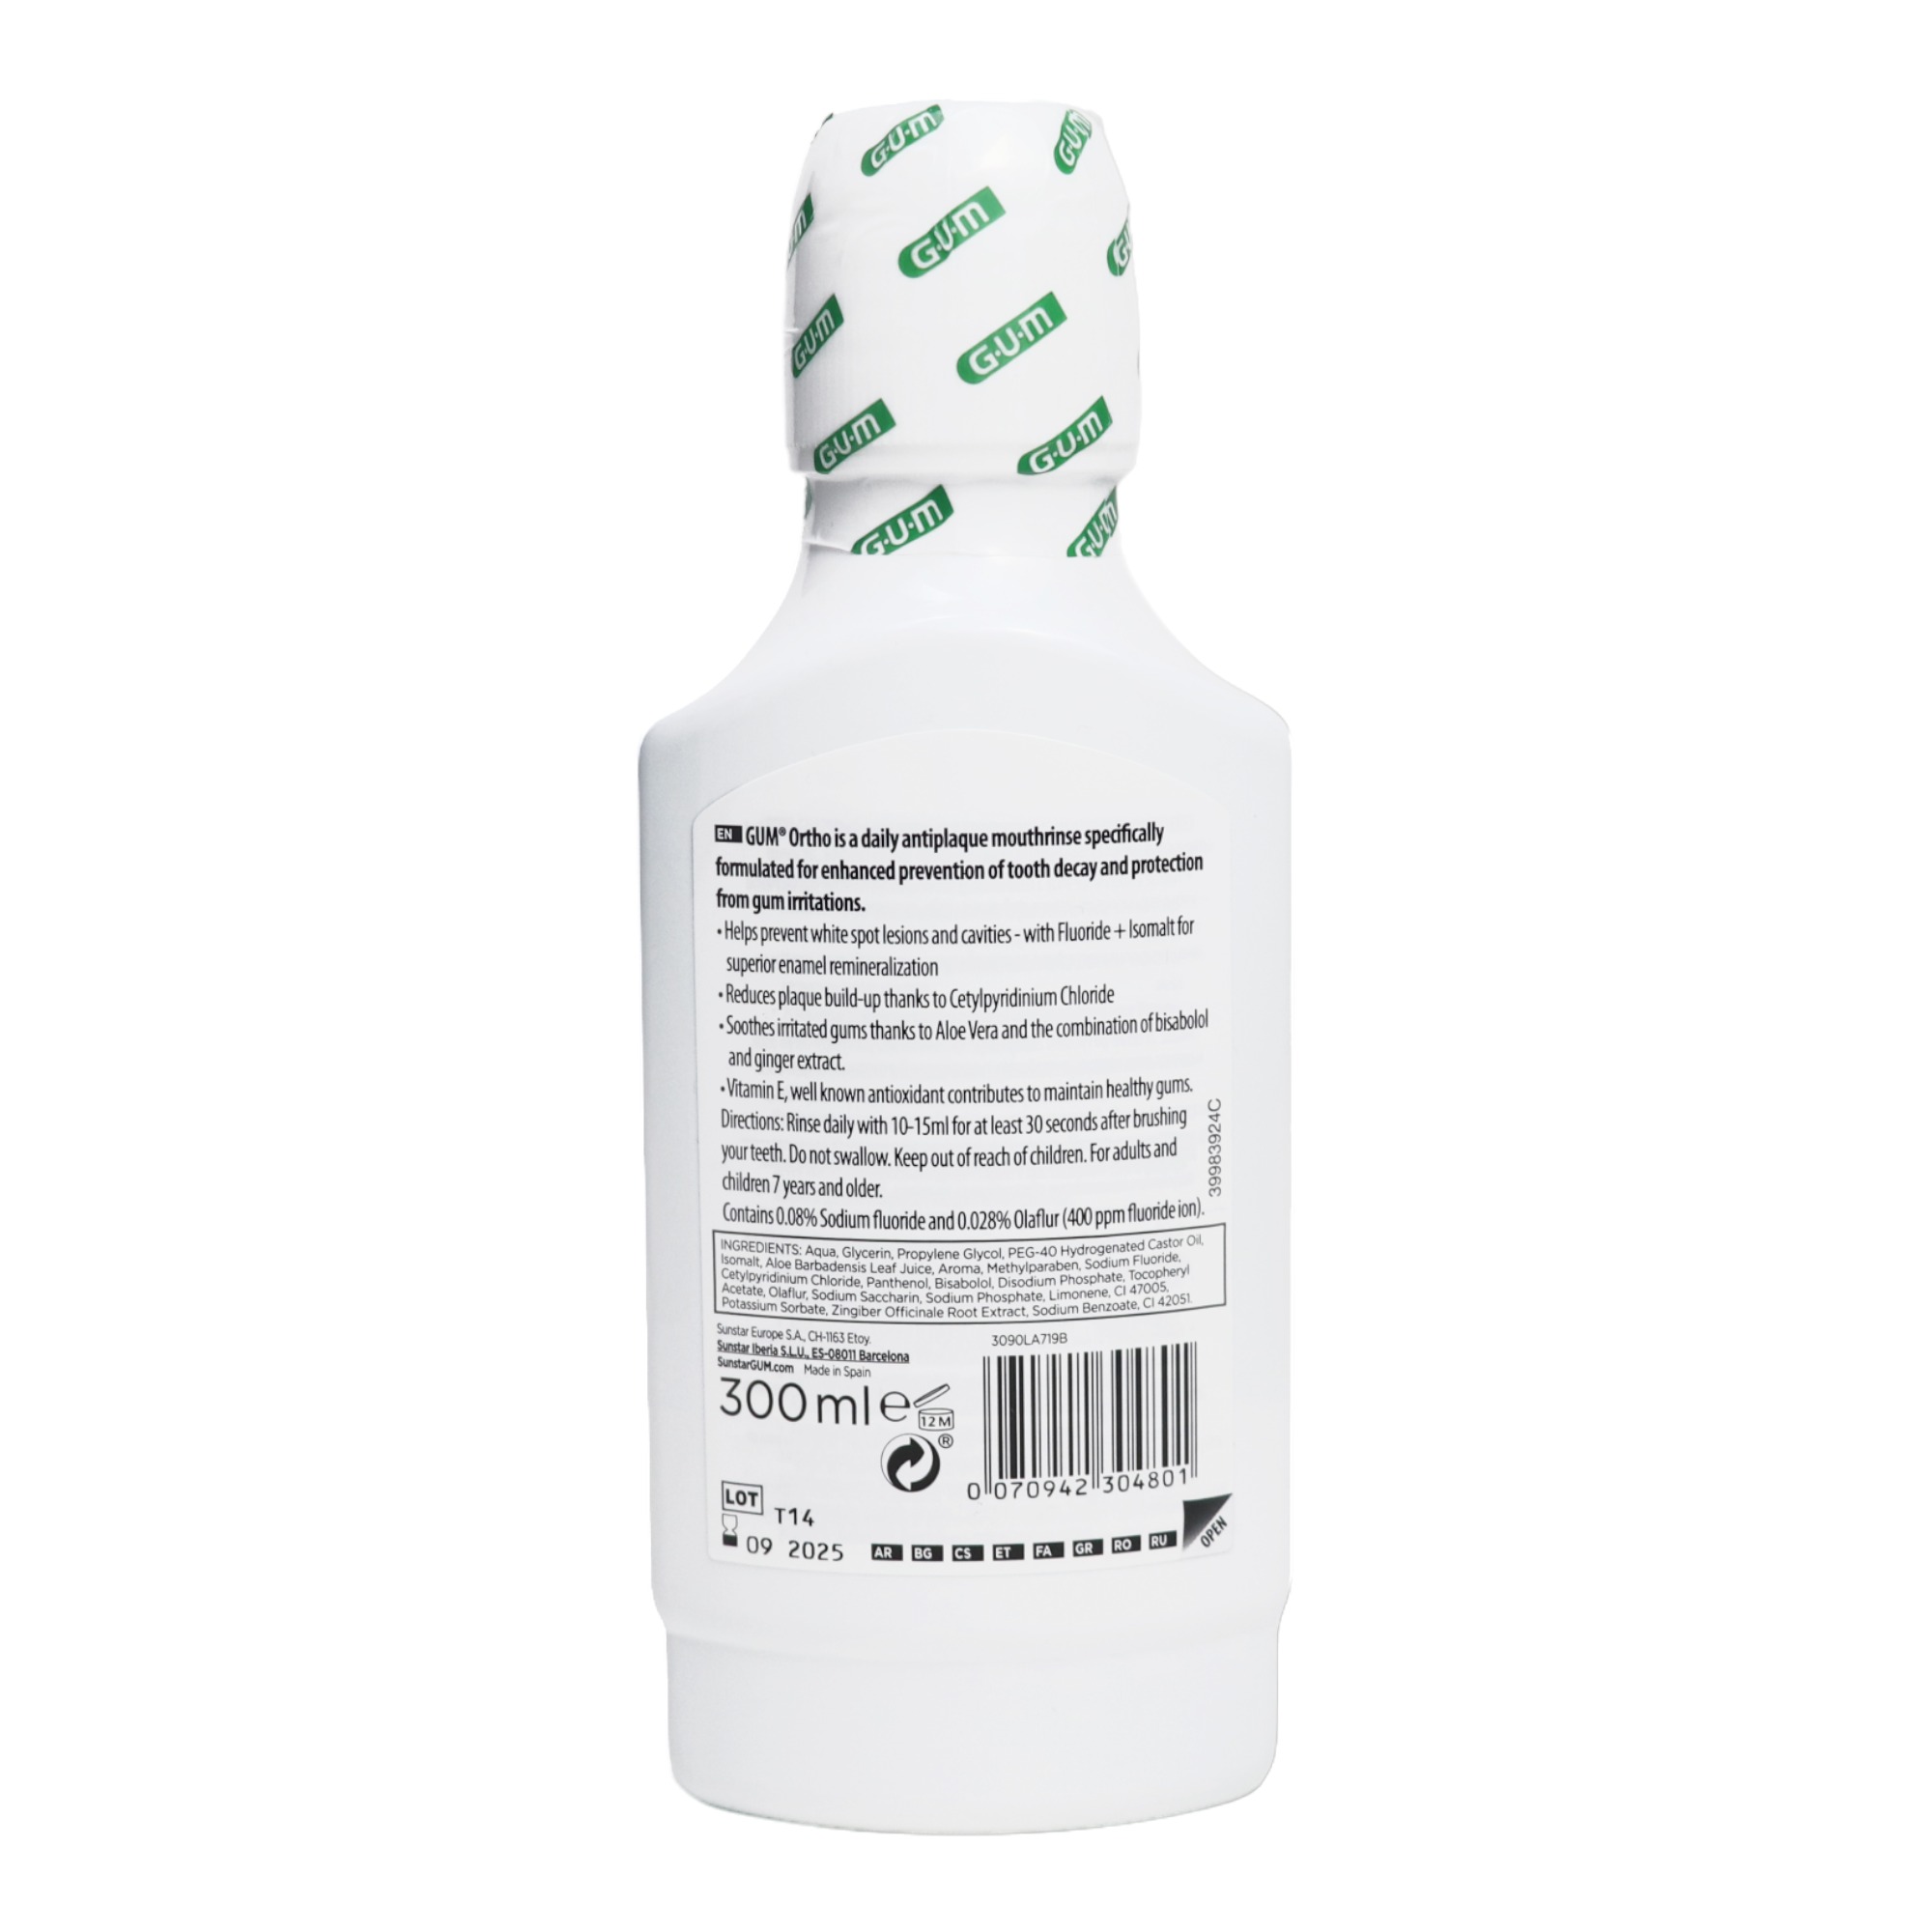 G·U·M
G·U·M
G·U·M
G·U·M
G·U·M
G·U·M
G·U·M
G·U·M
G·U·M
EN GUM® Ortho is a daily antiplaque mouthrinse specifically
formulated for enhanced prevention of tooth decay and protection
from gum irritations.
• Helps prevent white spot lesions and cavities - with Fluoride + Isomalt for
superior enamel remineralization
• Reduces plaque build-up thanks to Cetylpyridinium Chloride
• Soothes irritated gums thanks to Aloe Vera and the combination of bisabolol
and ginger extract.
• Vitamin E, well known antioxidant contributes to maintain healthy gums.
Directions: Rinse daily with 10-15ml for at least 30 seconds after brushing
your teeth. Do not swallow. Keep out of reach of children. For adults and
children 7 years and older.
Contains 0.08% Sodium fluoride and 0.028% Olaflur (400 ppm fluoride ion).
39983924C
INGREDIENTS: Aqua, Glycerin, Propylene Glycol, PEG-40 Hydrogenated Castor Oil,
Isomalt, Aloe Barbadensis Leaf Juice, Aroma, Methylparaben, Sodium Fluoride,
Cetylpyridinium Chloride, Panthenol, Bisabolol, Disodium Phosphate, Tocopheryl
Acetate, Olaflur, Sodium Saccharin, Sodium Phosphate, Limonene, CI 47005,
Potassium Sorbate, Zingiber Officinale Root Extract, Sodium Benzoate, CI 42051.
Sunstar Europe S.A., CH-1163 Etoy.
Sunstar Iberia S.L.U., ES-08011 Barcelona
SunstarGUM.com Made in Spain
300 ml e 12 M
®
3090LA719B
0 070942 304801
LOT T14
09 2025
AR BG CS ET FA GR RO RU
OPEN